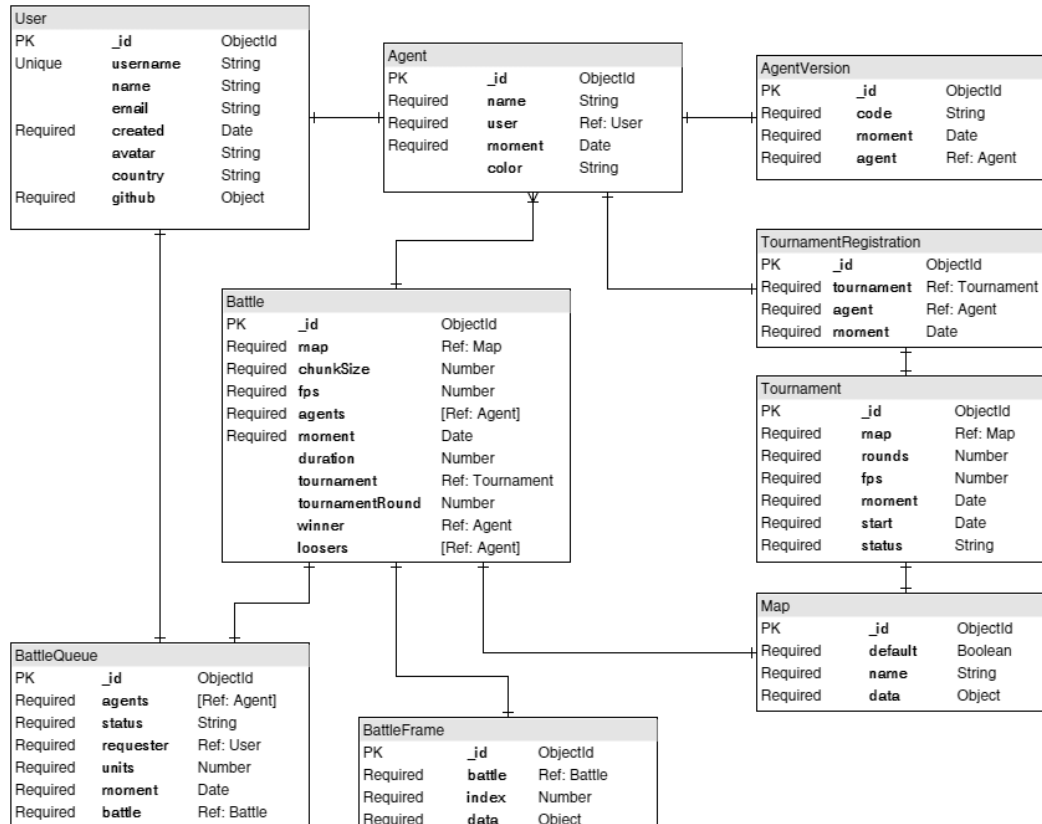 User
PK _id ObjectId
Unique username String
name String
email String
Required created Date
avatar String
country String
Required github Object
Agent
PK _id ObjectId
Required name String
Required user Ref: User
Required moment Date
color String
AgentVersion
PK _id ObjectId
Required code String
Required moment Date
Required agent Ref: Agent
TournamentRegistration
PK _id ObjectId
Required tournament Ref: Tournament
Required agent Ref: Agent
Required moment Date
Battle
PK _id ObjectId
Required map Ref: Map
Required chunkSize Number
Required fps Number
Required agents [Ref: Agent]
Required moment Date
duration Number
tournament Ref: Tournament
tournamentRound Number
winner Ref: Agent
loosers [Ref: Agent]
Tournament
PK _id ObjectId
Required map Ref: Map
Required rounds Number
Required fps Number
Required moment Date
Required start Date
Required status String
Map
PK _id ObjectId
Required default Boolean
Required name String
Required data Object
BattleQueue
PK _id ObjectId
Required agents [Ref: Agent]
Required status String
Required requester Ref: User
Required units Number
Required moment Date
Required battle Ref: Battle
BattleFrame
PK _id ObjectId
Required battle Ref: Battle
Required index Number
Required data Object